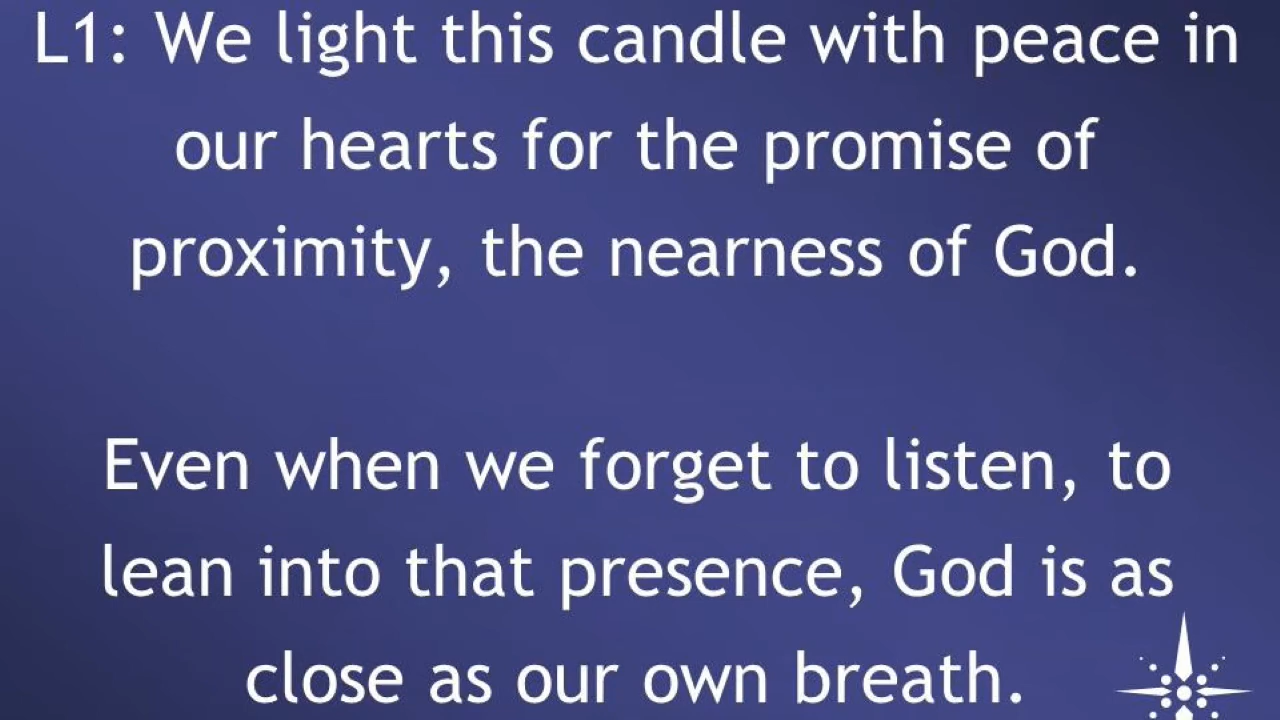 L1: We light this candle with peace in
our hearts for the promise of
proximity, the nearness of God.
Even when we forget to listen, to
lean into that presence, God is as
close as our own breath.